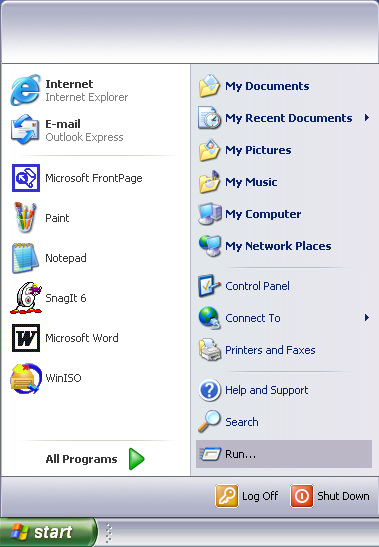 Internet
Internet Explorer
E-mail
Outlook Express
Microsoft FrontPage
Paint
Notepad
SnagIt 6
W
Microsoft Word
WinISO
All Programs
My Documents
My Recent Documents
My Pictures
My Music
My Computer
My Network Places
Control Panel
Connect To
Printers and Faxes
Help and Support
Search
Run...
Log Off
Shut Down
start